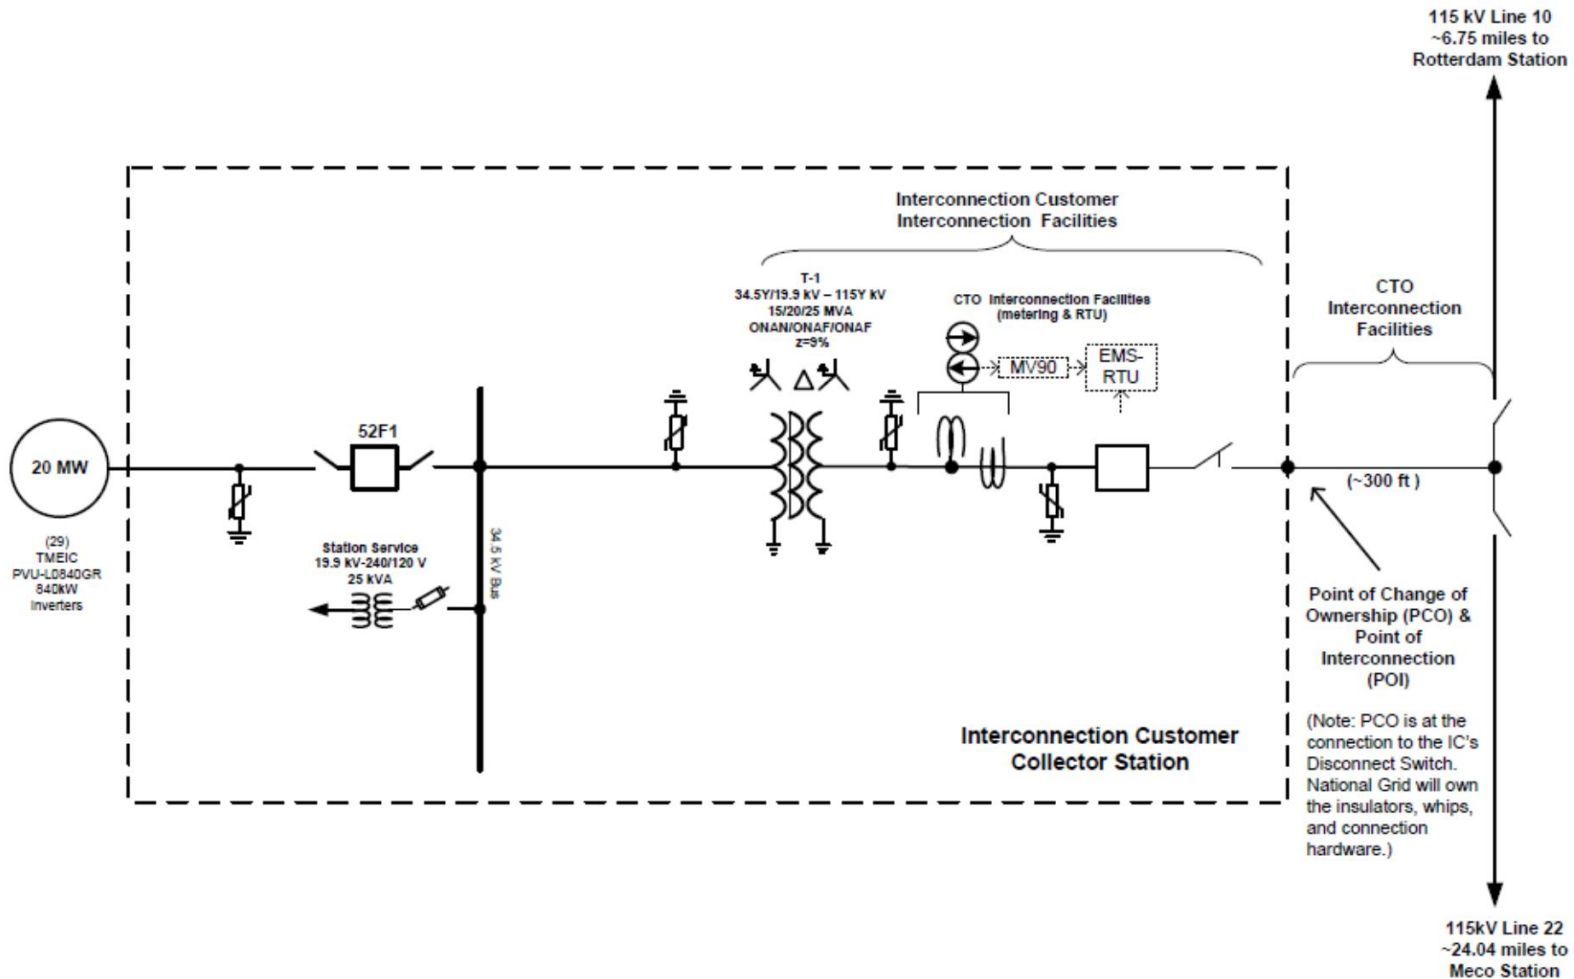 115 kV Line 10
~6.75 miles to
Rotterdam Station
Interconnection Customer
Interconnection Facilities
T-1
34.5Y/19.9 kV – 115Y kV
15/20/25 MVA
ONAN/ONAF/ONAF
z=9%
CTO Interconnection Facilities
(metering & RTU)
MV90
EMS-
RTU
CTO
Interconnection
Facilities
52F1
20 MW
(~300 ft )
(29)
TMEIC
PVU-L0840GR
840kW
Inverters
Station Service
19.9 kV-240/120 V
25 kVA
34.5 kV Bus
Point of Change of
Ownership (PCO) &
Point of
Interconnection
(POI)
(Note: PCO is at the
connection to the IC's
Disconnect Switch.
National Grid will own
the insulators, whips,
and connection
hardware.)
Interconnection Customer
Collector Station
115kV Line 22
~24.04 miles to
Meco Station